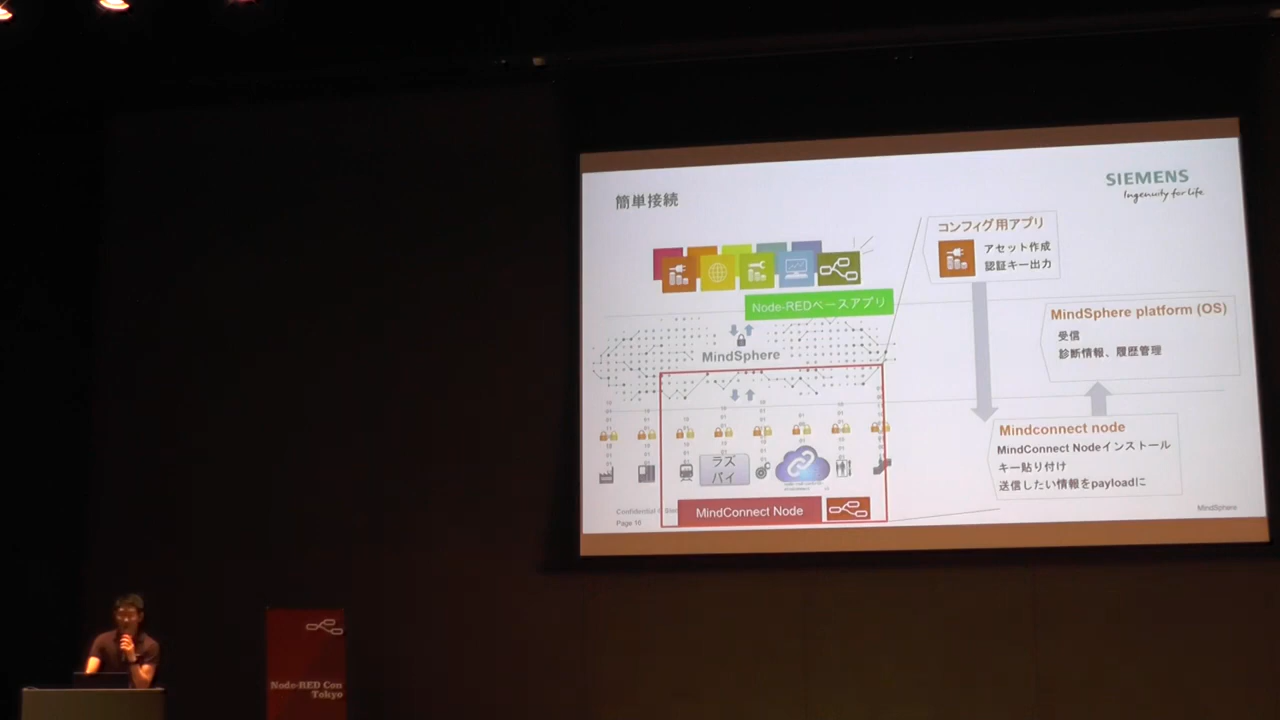 簡単接続
SIEMENS
Ingenuity for life
コンフィグ用アプリ
アセット作成
認証キー出力
Node-REDベースアプリ
MindSphere
MindSphere platform (OS)
受信
診断情報、履歴管理
Mindconnect node
MindConnect Nodeインストール
キー貼り付け
送信したい情報をpayloadに
ラズ
パイ
MindConnect Node
Confidential
Page 16
MindSphere
Node-RED Con
Tokyo